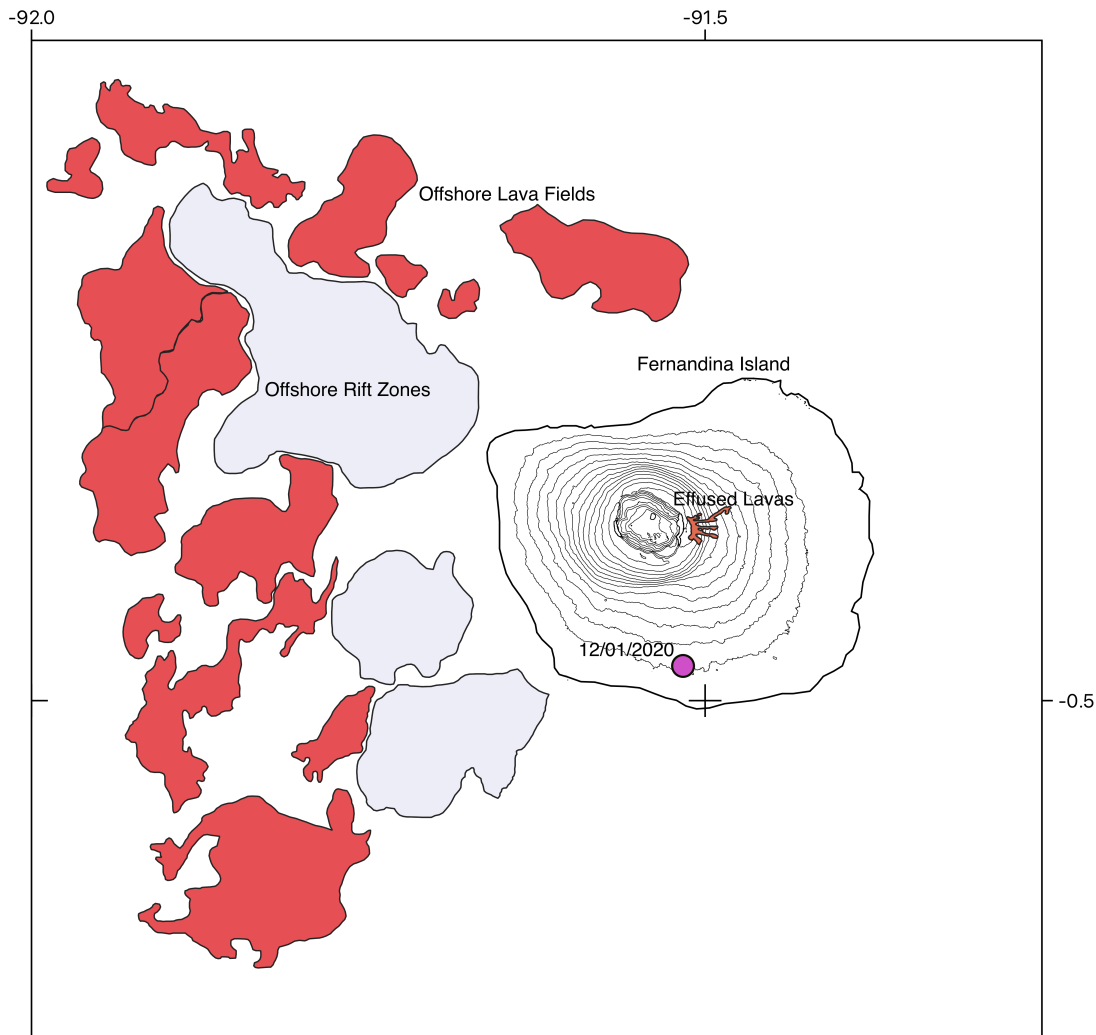 -92.0
-91.5
Offshore Lava Fields
Fernandina Island
Offshore Rift Zones
Effused Lavas
12/01/2020
-0.5